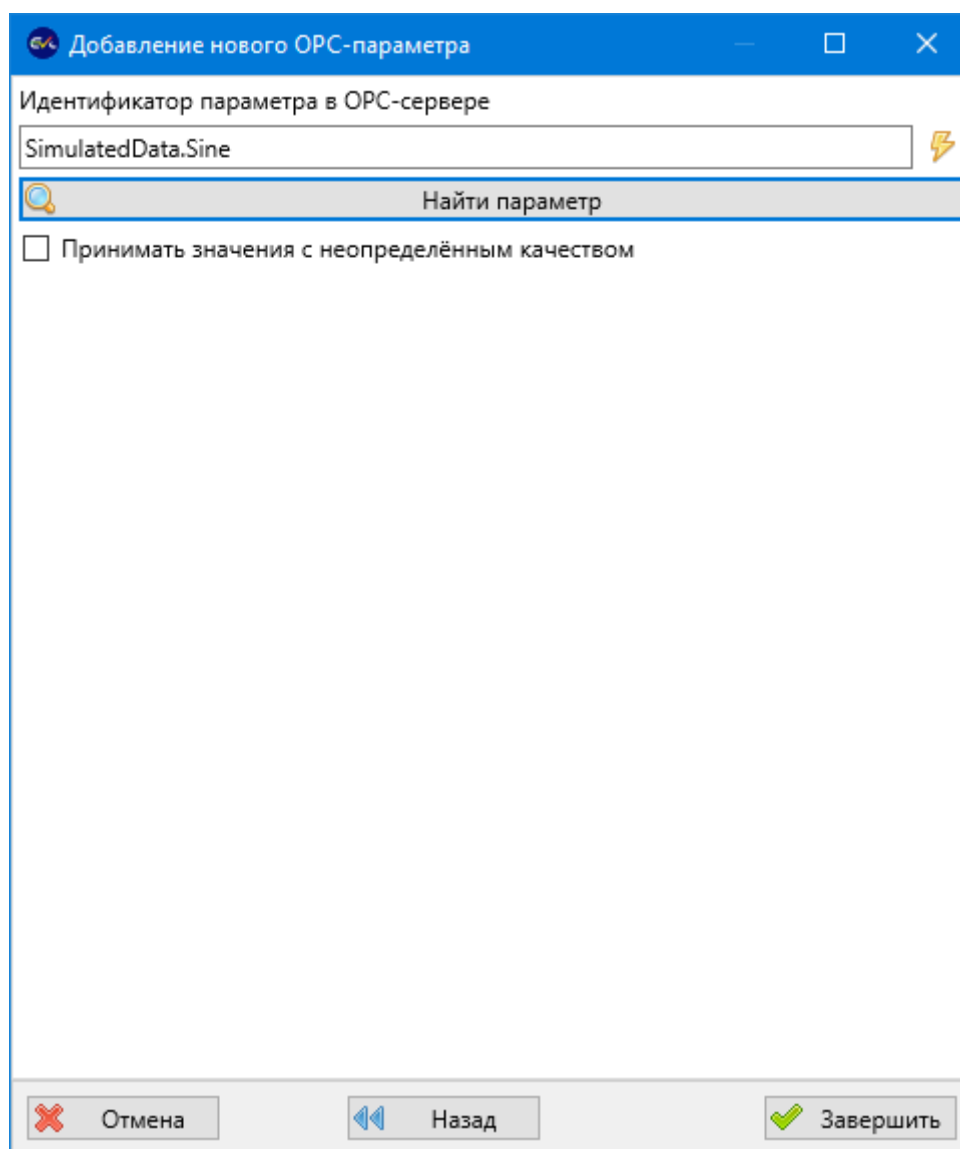 Добавление нового OPC-параметра
Идентификатор параметра в OPC-сервере
SimulatedData.Sine
Найти параметр
Принимать значения с неопределённым качеством
Отмена
Назад
Завершить